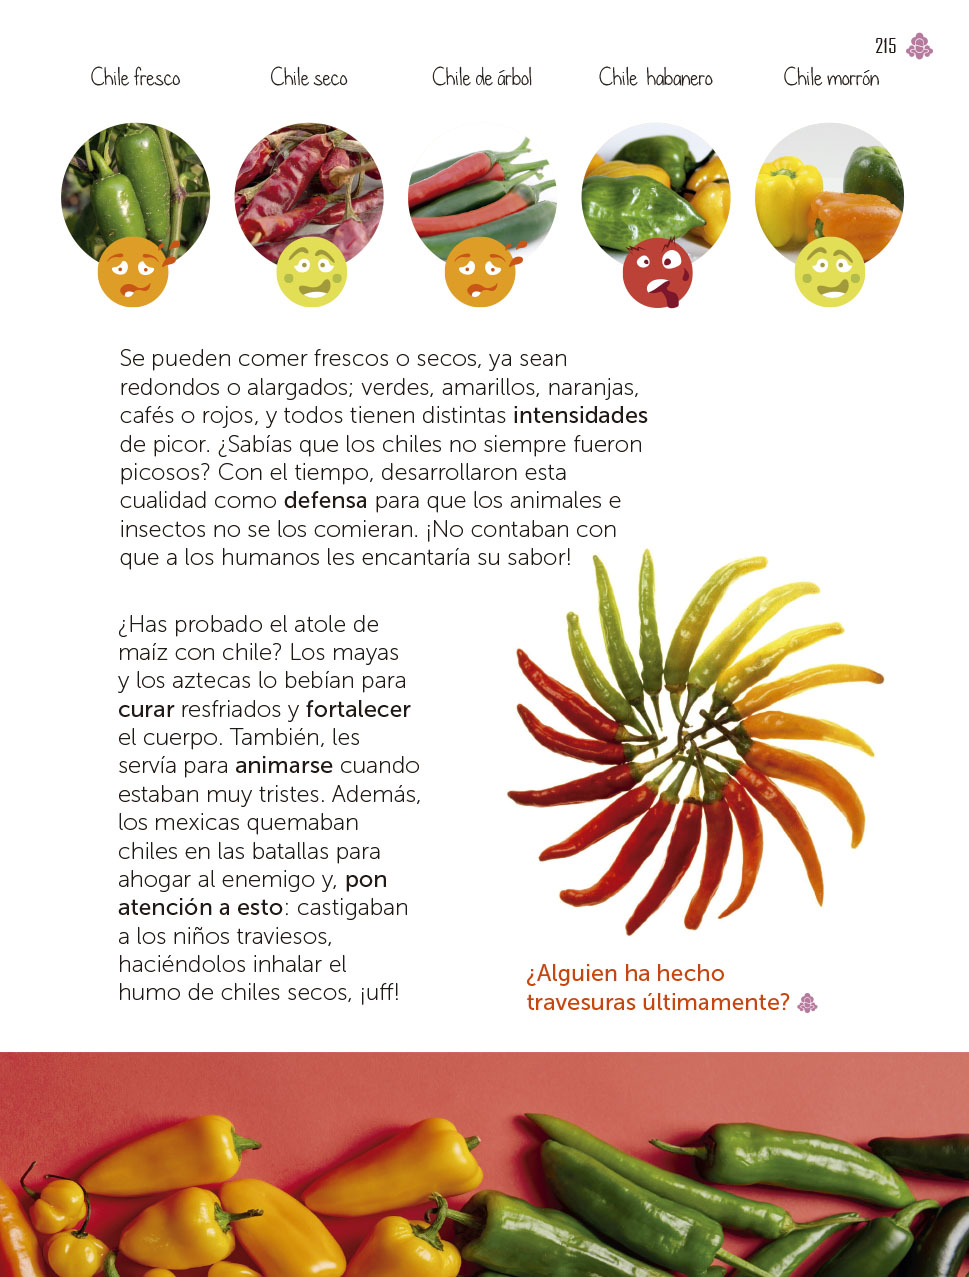 215
Chile fresco
Chile seco
Chile de árbol
Chile habanero
Chile morrón
Se pueden comer frescos o secos, ya sean
redondos o alargados; verdes, amarillos, naranjas,
cafés o rojos, y todos tienen distintas intensidades
de picor. ¿Sabías que los chiles no siempre fueron
picosos? Con el tiempo, desarrollaron esta
cualidad como defensa para que los animales e
insectos no se los comieran. ¡No contaban con
que a los humanos les encantaría su sabor!
¿Has probado el atole de
maíz con chile? Los mayas
y los aztecas lo bebían para
curar resfriados y fortalecer
el cuerpo. También, les
servía para animarse cuando
estaban muy tristes. Además,
los mexicas quemaban
chiles en las batallas para
ahogar al enemigo y, pon
atención a esto: castigaban
a los niños traviesos,
haciéndolos inhalar el
humo de chiles secos, ¡uff!
¿Alguien ha hecho
travesuras últimamente?